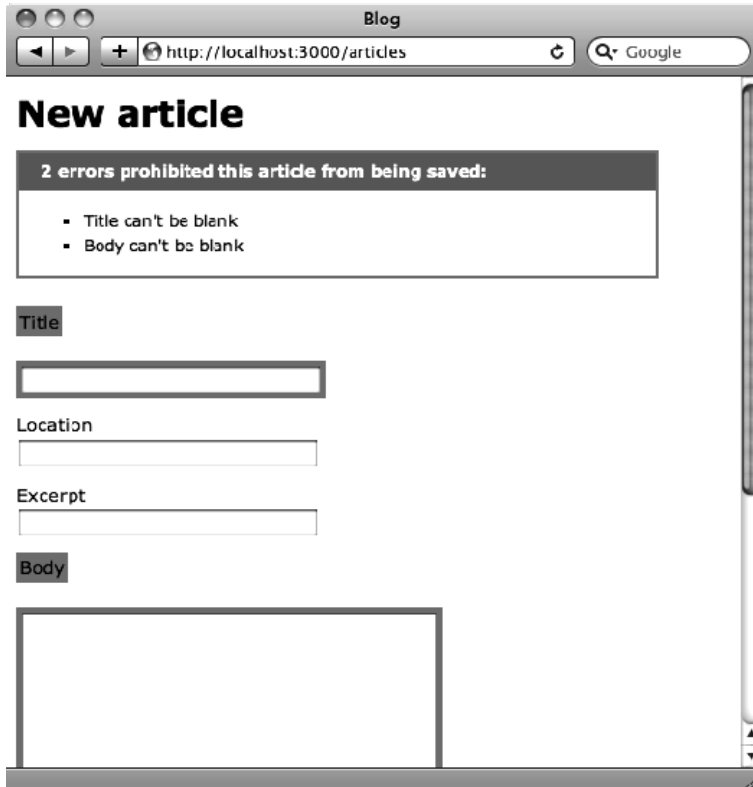 Blog
http://localhost:3000/articles
Google
New article
2 errors prohibited this article from being saved:
Title can't be blank
Body can't be blank
Title
Location
Excerpt
Body